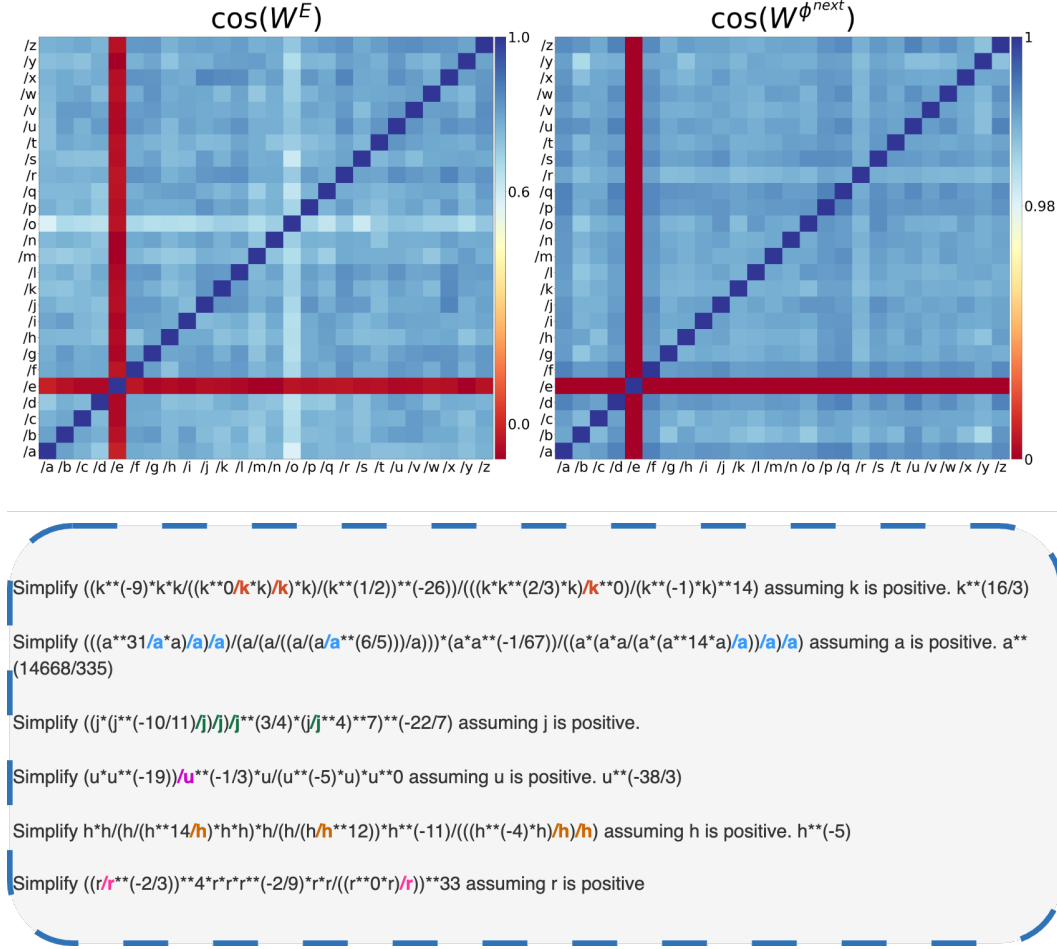 cos(W^E) cos(W^{ϕ^{next}})
/z
/y
/x
/w
/v
/u
/t
/s
/r
/q
/p
/o
/n
/m
/l
/k
/j
/i
/h
/g
/f
/e
/d
/c
/b
/a
/a /b /c /d /e /f /g /h /i /j /k /l /m /n /o /p /q /r /s /t /u /v /w /x /y /z
1.0
0.6
0.0
/z
/y
/x
/w
/v
/u
/t
/s
/r
/q
/p
/o
/n
/m
/l
/k
/j
/i
/h
/g
/f
/e
/d
/c
/b
/a
/a /b /c /d /e /f /g /h /i /j /k /l /m /n /o /p /q /r /s /t /u /v /w /x /y /z
1
0.98
0
Simplify ((k**(-9)*k*k/((k**0/k*k)/k)*k)/(k**(1/2))**(-26))/(((k*k**(2/3)*k)/k**0)/(k**(-1)*k)**14) assuming k is positive. k**(16/3)
Simplify (((a**31/a*a)/a)/a)/(a/(a/((a/(a/a**(6/5)))/a)))*(a*a**(-1/67))/((a*(a*a/(a*(a**14*a)/a))/a)/a) assuming a is positive. a**
(14668/335)
Simplify ((j*(j**(-10/11)/j)/j)/j**(3/4)*(j/j**4)**7)**(-22/7) assuming j is positive.
Simplify (u*u**(-19))/u**(-1/3)*u/(u**(-5)*u)*u**0 assuming u is positive. u**(-38/3)
Simplify h*h/(h/(h**14/h)*h*h)*h/(h/(h/h**12))*h**(-11)/(((h**(-4)*h)/h)/h) assuming h is positive. h**(-5)
Simplify ((r/r**(-2/3))**4*r*r*r**(-2/9)*r*r/((r**0*r)/r))**33 assuming r is positive